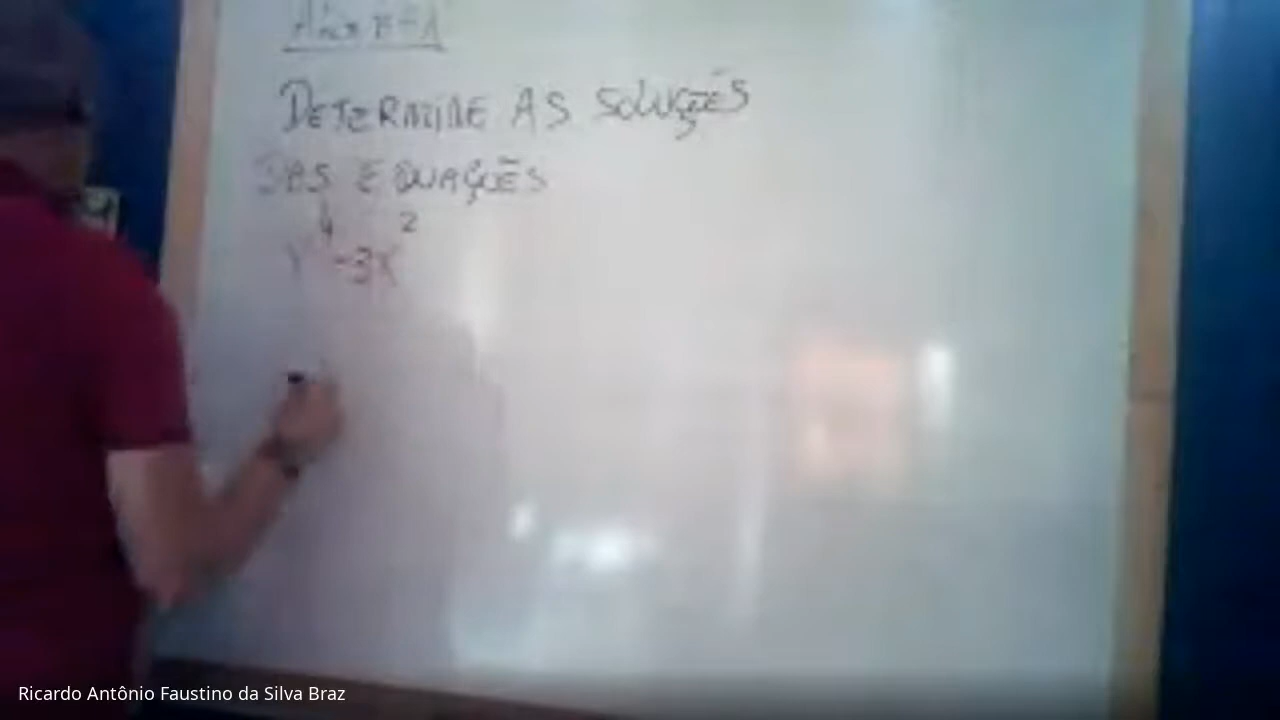 DETERMINE AS SOLUÇÕES
DAS EQUAÇÕES
x⁴-3x²
Ricardo Antônio Faustino da Silva Braz